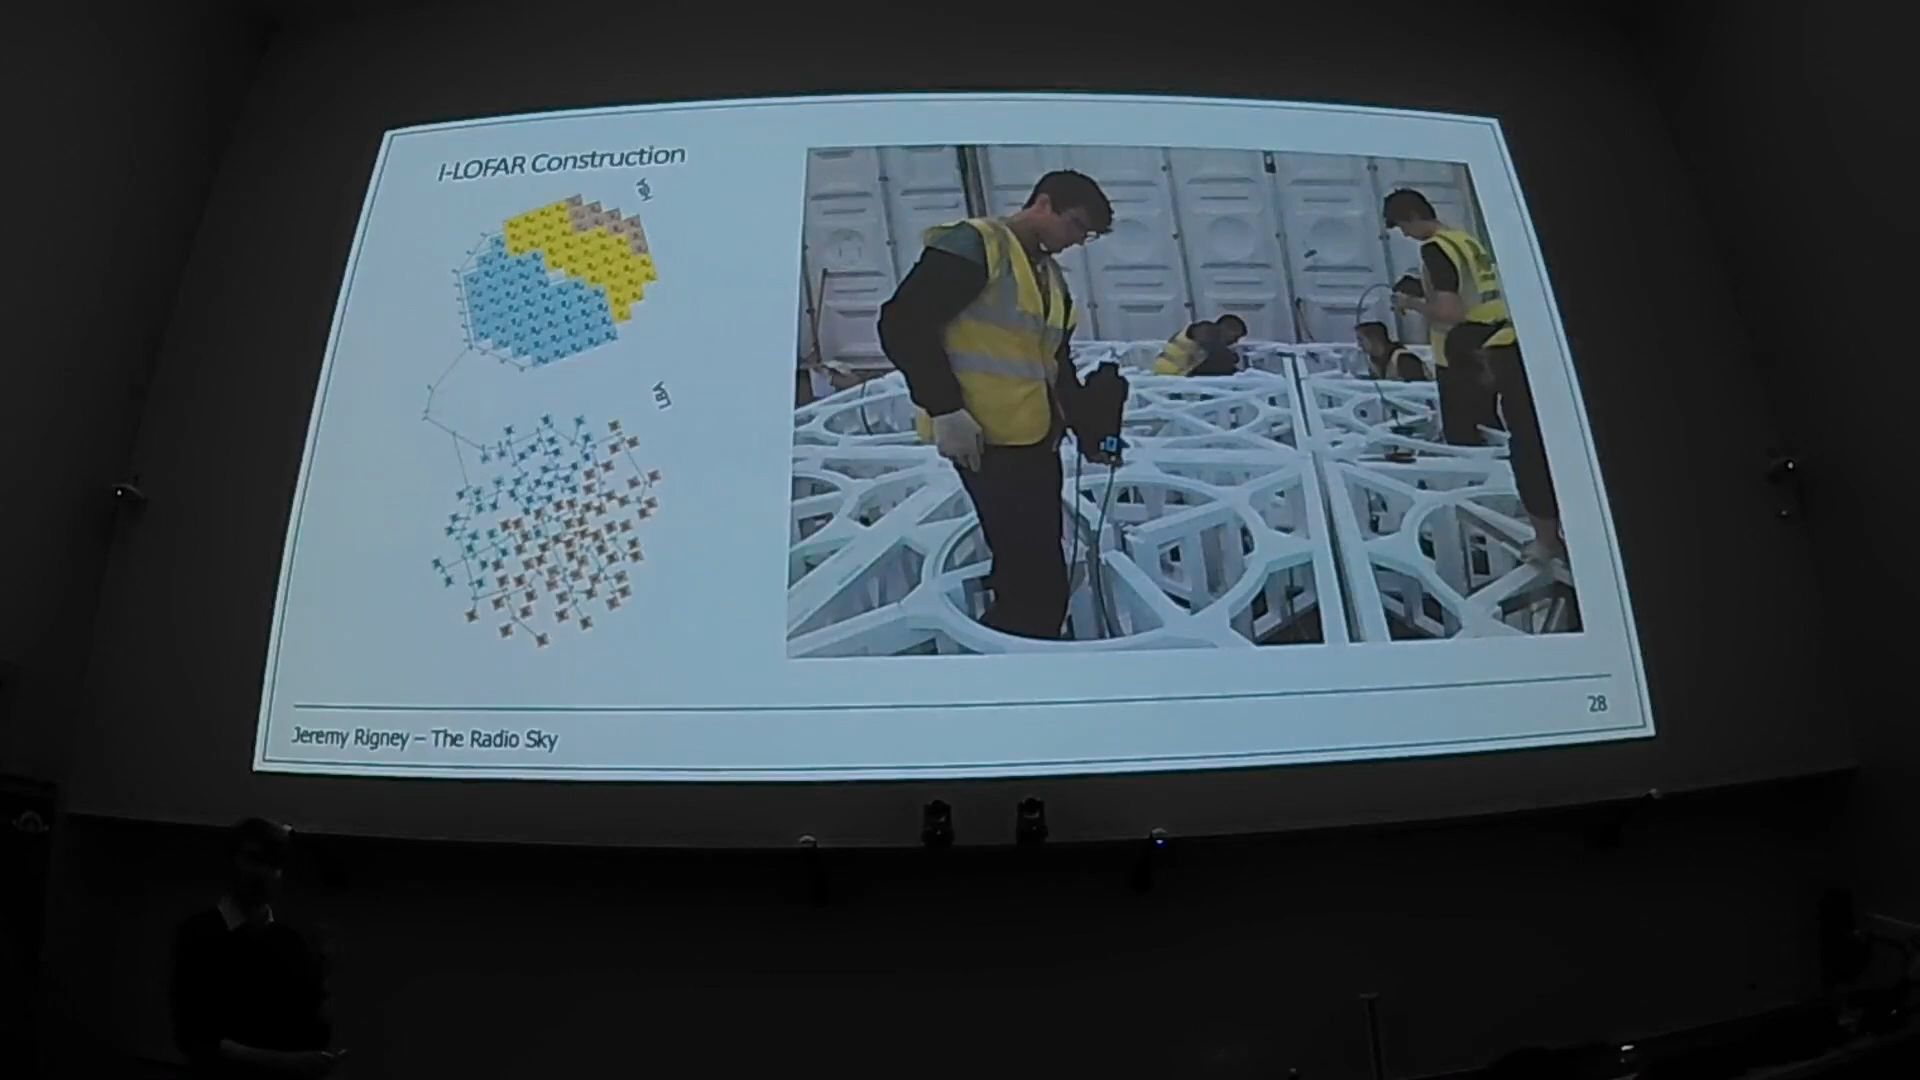 I-LOFAR Construction
HBA
LBA
28
Jeremy Rigney – The Radio Sky